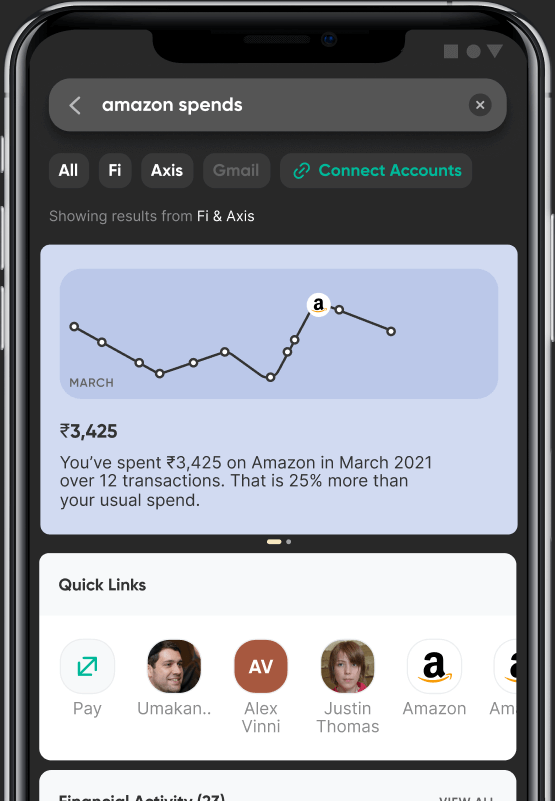 amazon spends
All Fi Axis Gmail Connect Accounts
Showing results from Fi & Axis
a
MARCH
₹3,425
You’ve spent ₹3,425 on Amazon in March 2021
over 12 transactions. That is 25% more than
your usual spend.
Quick Links
AV
a
Pay Umakan.. Alex Justin Amazon Ama
Vinni Thomas
Financial Activity (23) VIEW ALL